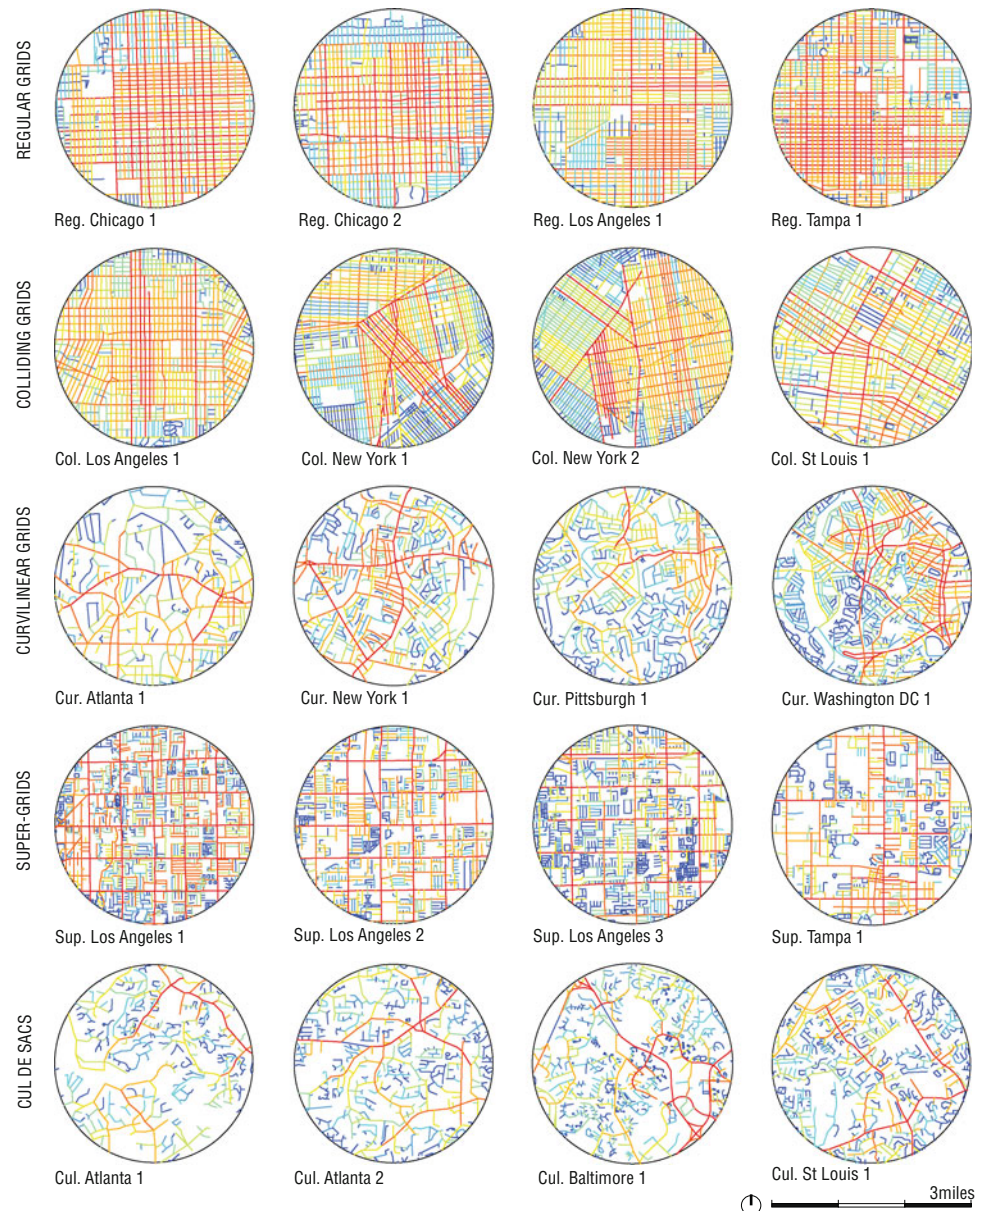 REGULAR GRIDS
Reg. Chicago 1
Reg. Chicago 2
Reg. Los Angeles 1
Reg. Tampa 1
COLLIDING GRIDS
Col. Los Angeles 1
Col. New York 1
Col. New York 2
Col. St Louis 1
CURVILINEAR GRIDS
Cur. Atlanta 1
Cur. New York 1
Cur. Pittsburgh 1
Cur. Washington DC 1
SUPER-GRIDS
Sup. Los Angeles 1
Sup. Los Angeles 2
Sup. Los Angeles 3
Sup. Tampa 1
CUL DE SACS
Cul. Atlanta 1
Cul. Atlanta 2
Cul. Baltimore 1
Cul. St Louis 1
3miles